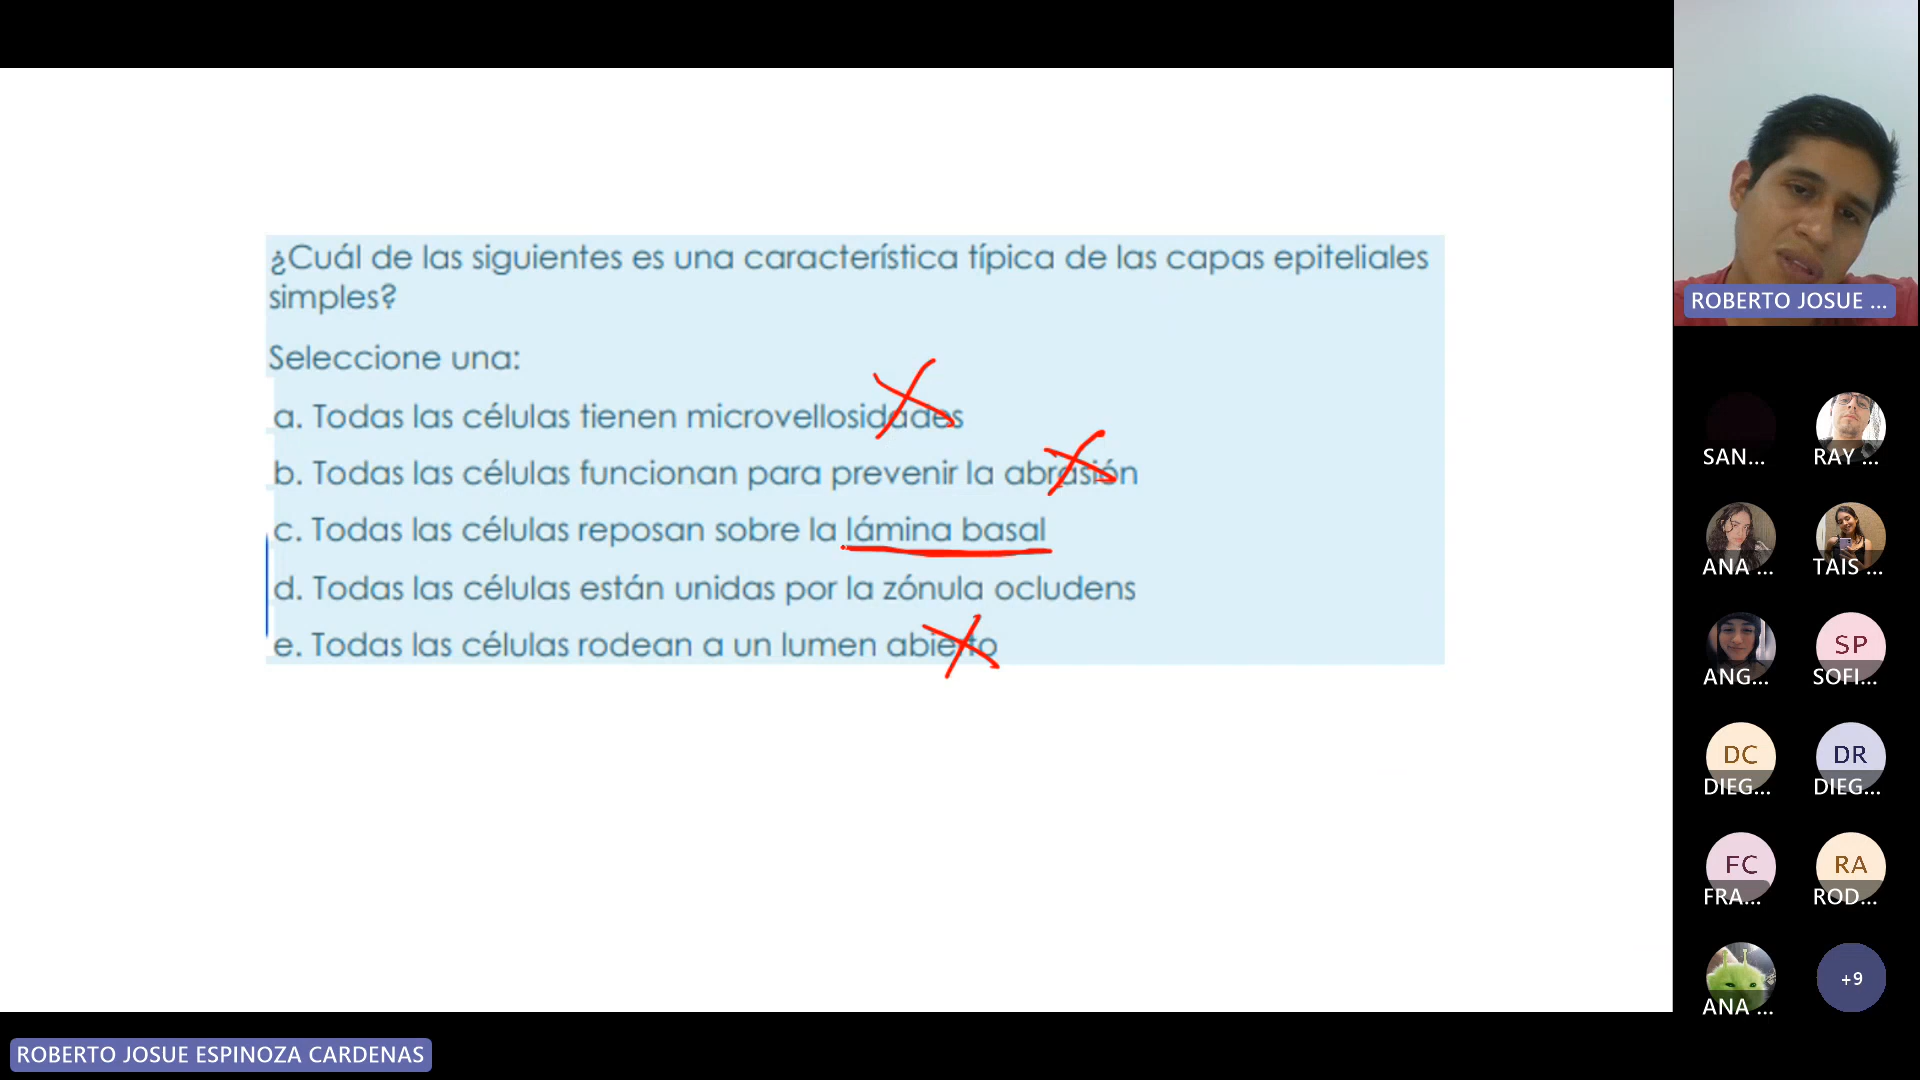 ¿Cuál de las siguientes es una característica típica de las capas epiteliales
simples?
Seleccione una:
a. Todas las células tienen microvellosidades
b. Todas las células funcionan para prevenir la abrasión
c. Todas las células reposan sobre la lámina basal
d. Todas las células están unidas por la zónula ocludens
e. Todas las células rodean a un lumen abierto
ROBERTO JOSUE ...
SAN...
RAY ...
ANA ...
TAIS ...
ANG...
SP
SOFI...
DC
DIEG...
DR
DIEG...
FC
FRA...
RA
ROD...
ANA ...
+9
ROBERTO JOSUE ESPINOZA CARDENAS